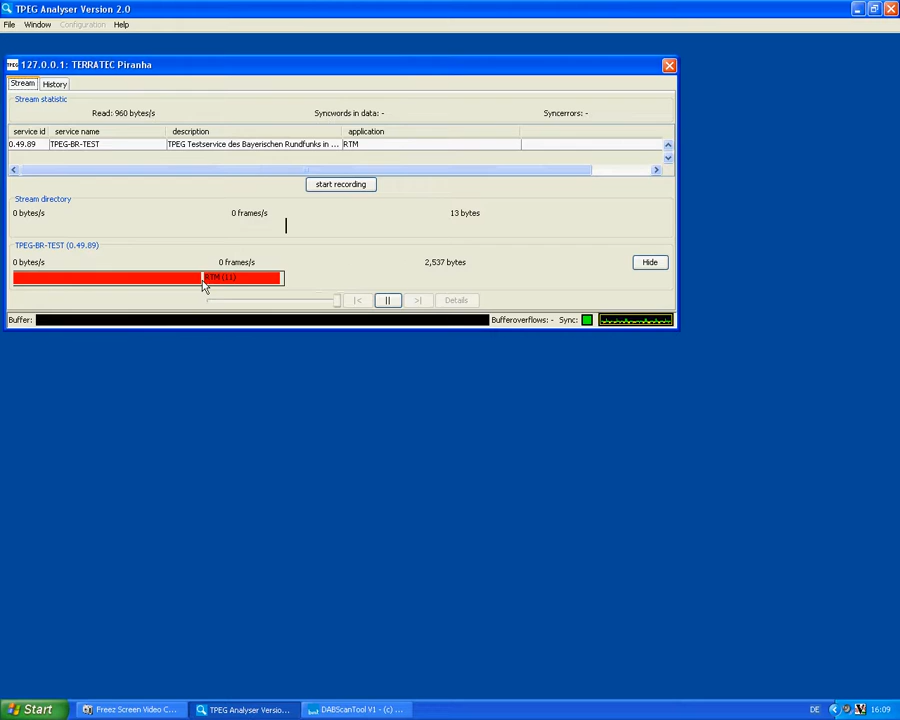 TPEG Analyser Version 2.0
File Window Configuration Help
TPEG 127.0.0.1: TERRATEC Piranha
Stream History
Stream statistic
Read: 960 bytes/s Syncwords in data: - Syncerrors: -
service id service name description application
0.49.89 TPEG-BR-TEST TPEG Testservice des Bayerischen Rundfunks in ... RTM
start recording
Stream directory
0 bytes/s 0 frames/s 13 bytes
TPEG-BR-TEST (0.49.89)
0 bytes/s 0 frames/s 2,537 bytes Hide
RTM (11)
Details
Buffer: Bufferoverflows: - Sync:
Start Freez Screen Video C... TPEG Analyser Versio... DABScanTool V1 - (c) ... DE 16:09